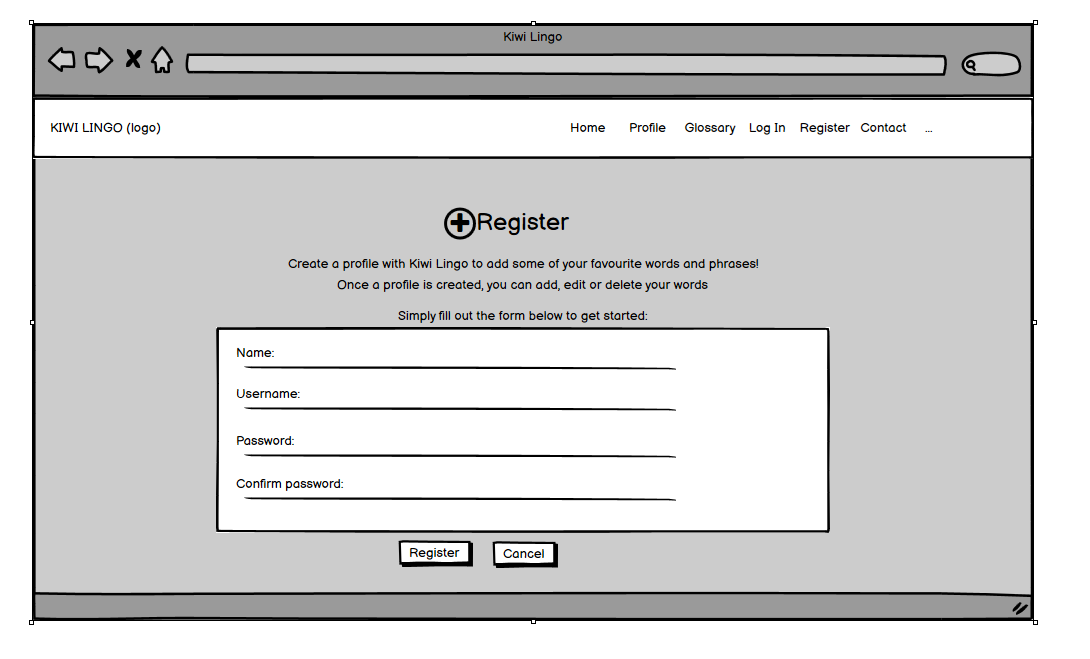 Kiwi Lingo
KIWI LINGO (logo) Home Profile Glossary Log In Register Contact ...
Register
Create a profile with Kiwi Lingo to add some of your favourite words and phrases!
Once a profile is created, you can add, edit or delete your words
Simply fill out the form below to get started:
Name:
Username:
Password:
Confirm password:
Register Cancel